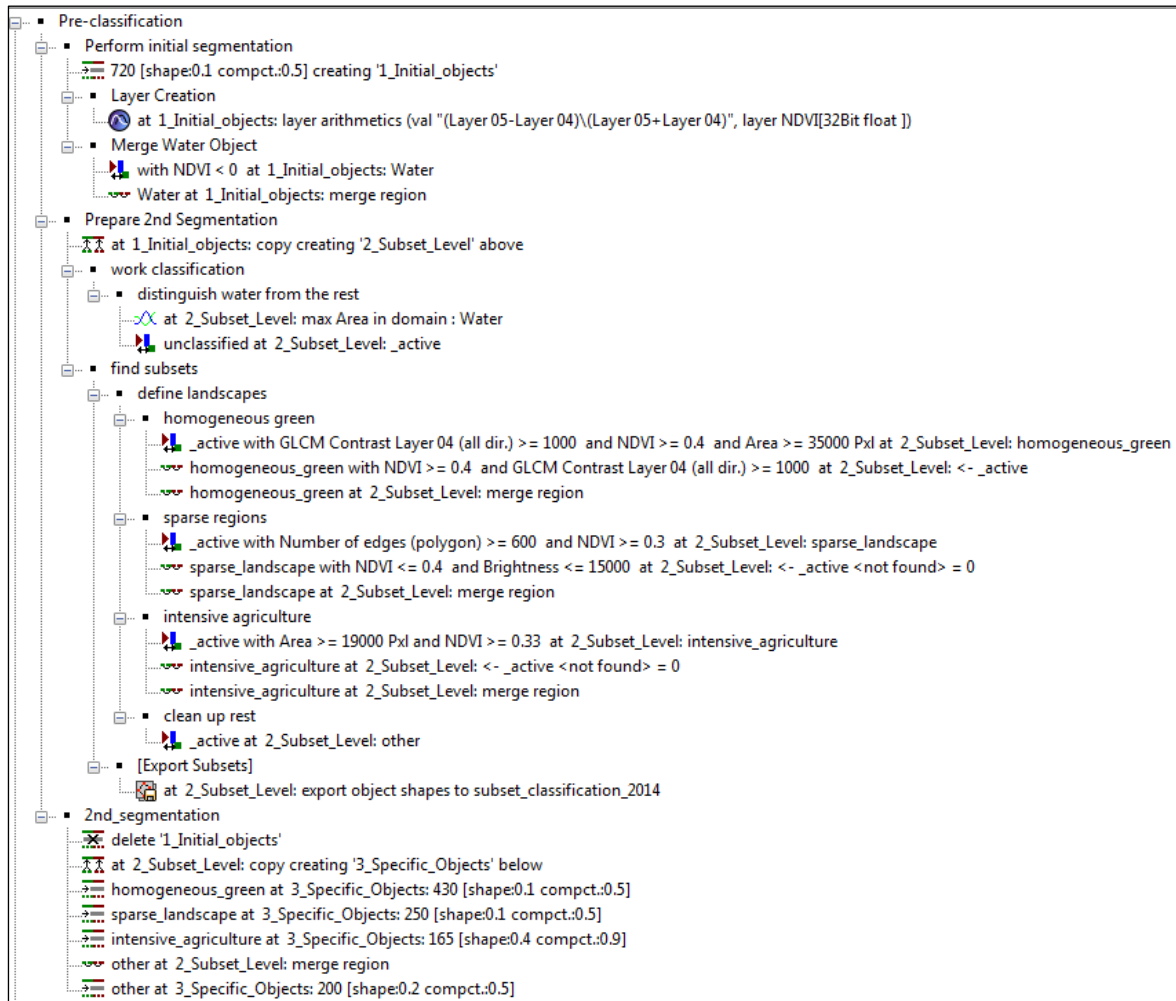 Pre-classification
Perform initial segmentation
720 [shape:0.1 compct.:0.5] creating '1_Initial_objects'
Layer Creation
at 1_Initial_objects: layer arithmetics (val "(Layer 05-Layer 04)\(Layer 05+Layer 04)", layer NDVI[32Bit float ])
Merge Water Object
with NDVI < 0 at 1_Initial_objects: Water
Water at 1_Initial_objects: merge region
Prepare 2nd Segmentation
at 1_Initial_objects: copy creating '2_Subset_Level' above
work classification
distinguish water from the rest
at 2_Subset_Level: max Area in domain : Water
unclassified at 2_Subset_Level: _active
find subsets
define landscapes
homogeneous green
_active with GLCM Contrast Layer 04 (all dir.) >= 1000 and NDVI >= 0.4 and Area >= 35000 Pxl at 2_Subset_Level: homogeneous_green
homogeneous_green with NDVI >= 0.4 and GLCM Contrast Layer 04 (all dir.) >= 1000 at 2_Subset_Level: <- _active
homogeneous_green at 2_Subset_Level: merge region
sparse regions
_active with Number of edges (polygon) >= 600 and NDVI >= 0.3 at 2_Subset_Level: sparse_landscape
sparse_landscape with NDVI <= 0.4 and Brightness <= 15000 at 2_Subset_Level: <- _active <not found> = 0
sparse_landscape at 2_Subset_Level: merge region
intensive agriculture
_active with Area >= 19000 Pxl and NDVI >= 0.33 at 2_Subset_Level: intensive_agriculture
intensive_agriculture at 2_Subset_Level: <- _active <not found> = 0
intensive_agriculture at 2_Subset_Level: merge region
clean up rest
_active at 2_Subset_Level: other
[Export Subsets]
at 2_Subset_Level: export object shapes to subset_classification_2014
2nd_segmentation
delete '1_Initial_objects'
at 2_Subset_Level: copy creating '3_Specific_Objects' below
homogeneous_green at 3_Specific_Objects: 430 [shape:0.1 compct.:0.5]
sparse_landscape at 3_Specific_Objects: 250 [shape:0.1 compct.:0.5]
intensive_agriculture at 3_Specific_Objects: 165 [shape:0.4 compct.:0.9]
other at 2_Subset_Level: merge region
other at 3_Specific_Objects: 200 [shape:0.2 compct.:0.5]